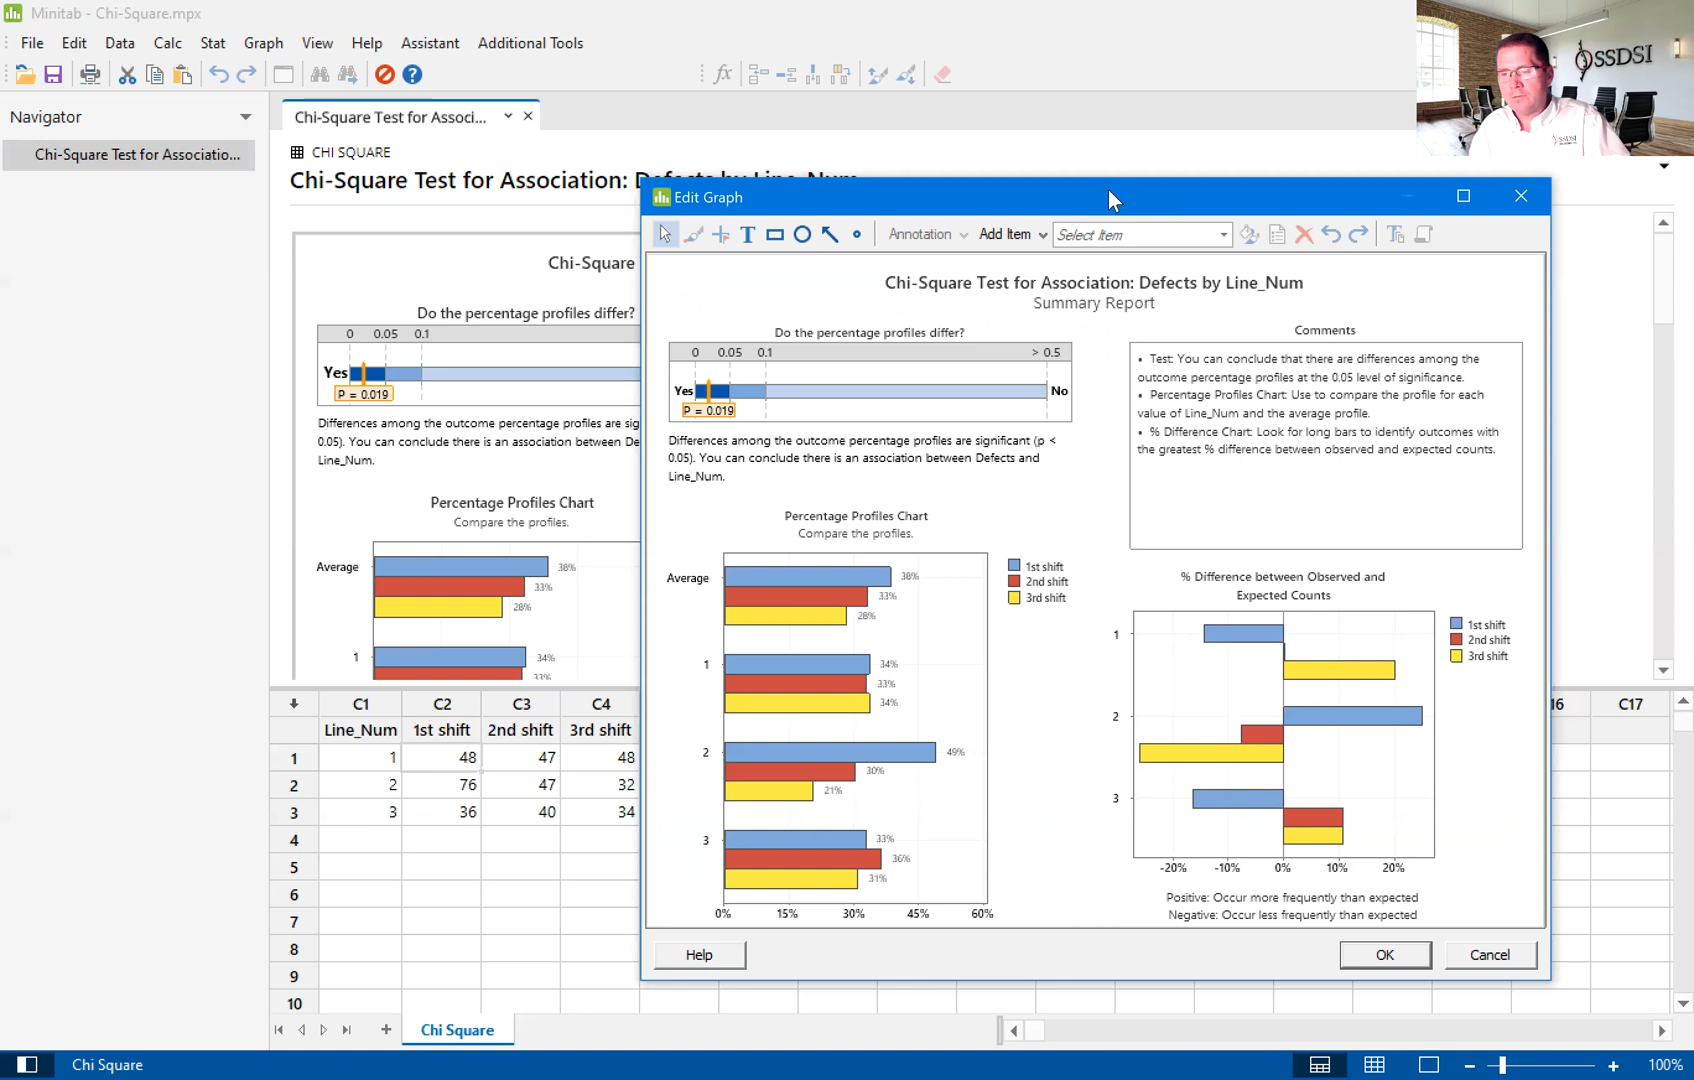 Minitab - Chi-Square.mpx
SSDSI
File Edit Data Calc Stat Graph View Help Assistant Additional Tools
Navigator
Chi-Square Test for Associatio...
Chi-Square Test for Associ...
CHI SQUARE
Chi-Square Test for Association: Defects by Line_Num
Chi-Square
Do the percentage profiles differ?
0 0.05 0.1
Yes
P = 0.019
Differences among the outcome percentage profiles are sig
0.05). You can conclude there is an association between De
Line_Num.
Percentage Profiles Chart
Compare the profiles.
Average
38%
33%
28%
1
34%
33%
Edit Graph
Annotation Add Item Select Item
Chi-Square Test for Association: Defects by Line_Num
Summary Report
Do the percentage profiles differ?
0 0.05 0.1 > 0.5
Yes No
P = 0.019
Differences among the outcome percentage profiles are significant (p <
0.05). You can conclude there is an association between Defects and
Line_Num.
Comments
• Test: You can conclude that there are differences among the
outcome percentage profiles at the 0.05 level of significance.
• Percentage Profiles Chart: Use to compare the profile for each
value of Line_Num and the average profile.
• % Difference Chart: Look for long bars to identify outcomes with
the greatest % difference between observed and expected counts.
Percentage Profiles Chart
Compare the profiles.
1st shift
2nd shift
3rd shift
Average
38%
33%
28%
1
34%
33%
34%
2
49%
30%
21%
3
33%
36%
31%
0% 15% 30% 45% 60%
% Difference between Observed and
Expected Counts
1st shift
2nd shift
3rd shift
1
2
3
-20% -10% 0% 10% 20%
Positive: Occur more frequently than expected
Negative: Occur less frequently than expected
Help OK Cancel
C1 C2 C3 C4 16 C17
Line_Num 1st shift 2nd shift 3rd shift
1 1 48 47 48
2 2 76 47 32
3 3 36 40 34
4
5
6
7
8
9
10
Chi Square
Chi Square
100%